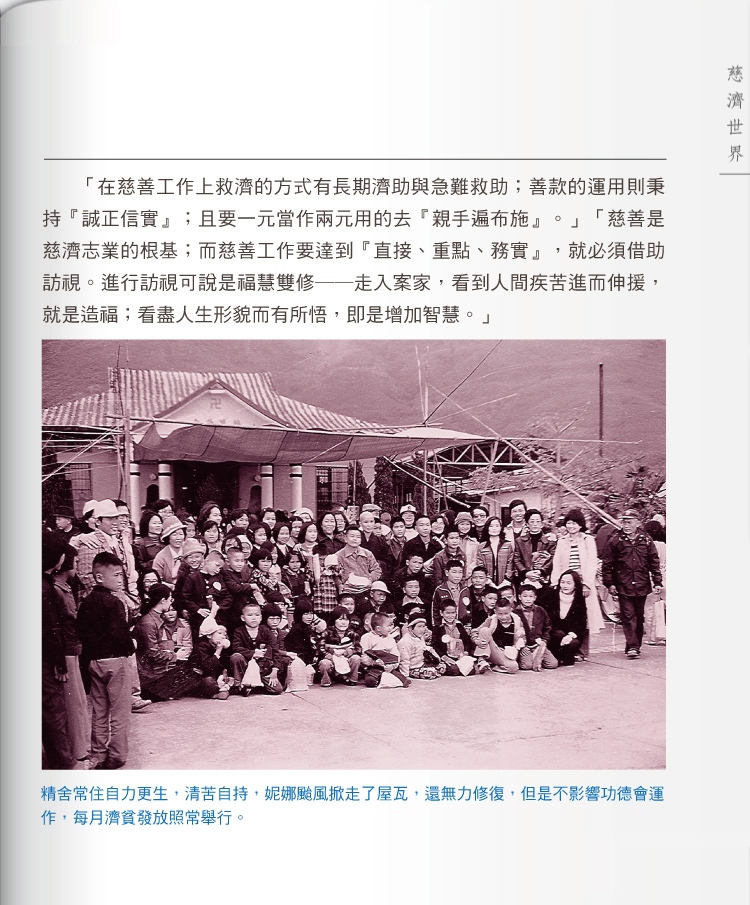 慈濟世界
「在慈善工作上救濟的方式有長期濟助與急難救助；善款的運用則秉
持『誠正信實』；且要一元當作兩元用的去『親手遍布施』。」「慈善是
慈濟志業的根基；而慈善工作要達到『直接、重點、務實』，就必須借助
訪視。進行訪視可說是福慧雙修──走入案家，看到人間疾苦進而伸援，
就是造福；看盡人生形貌而有所悟，即是增加智慧。」
卍
精舍常住自力更生，清苦自持，妮娜颱風掀走了屋瓦，還無力修復，但是不影響功德會運
作，每月濟貧發放照常舉行。